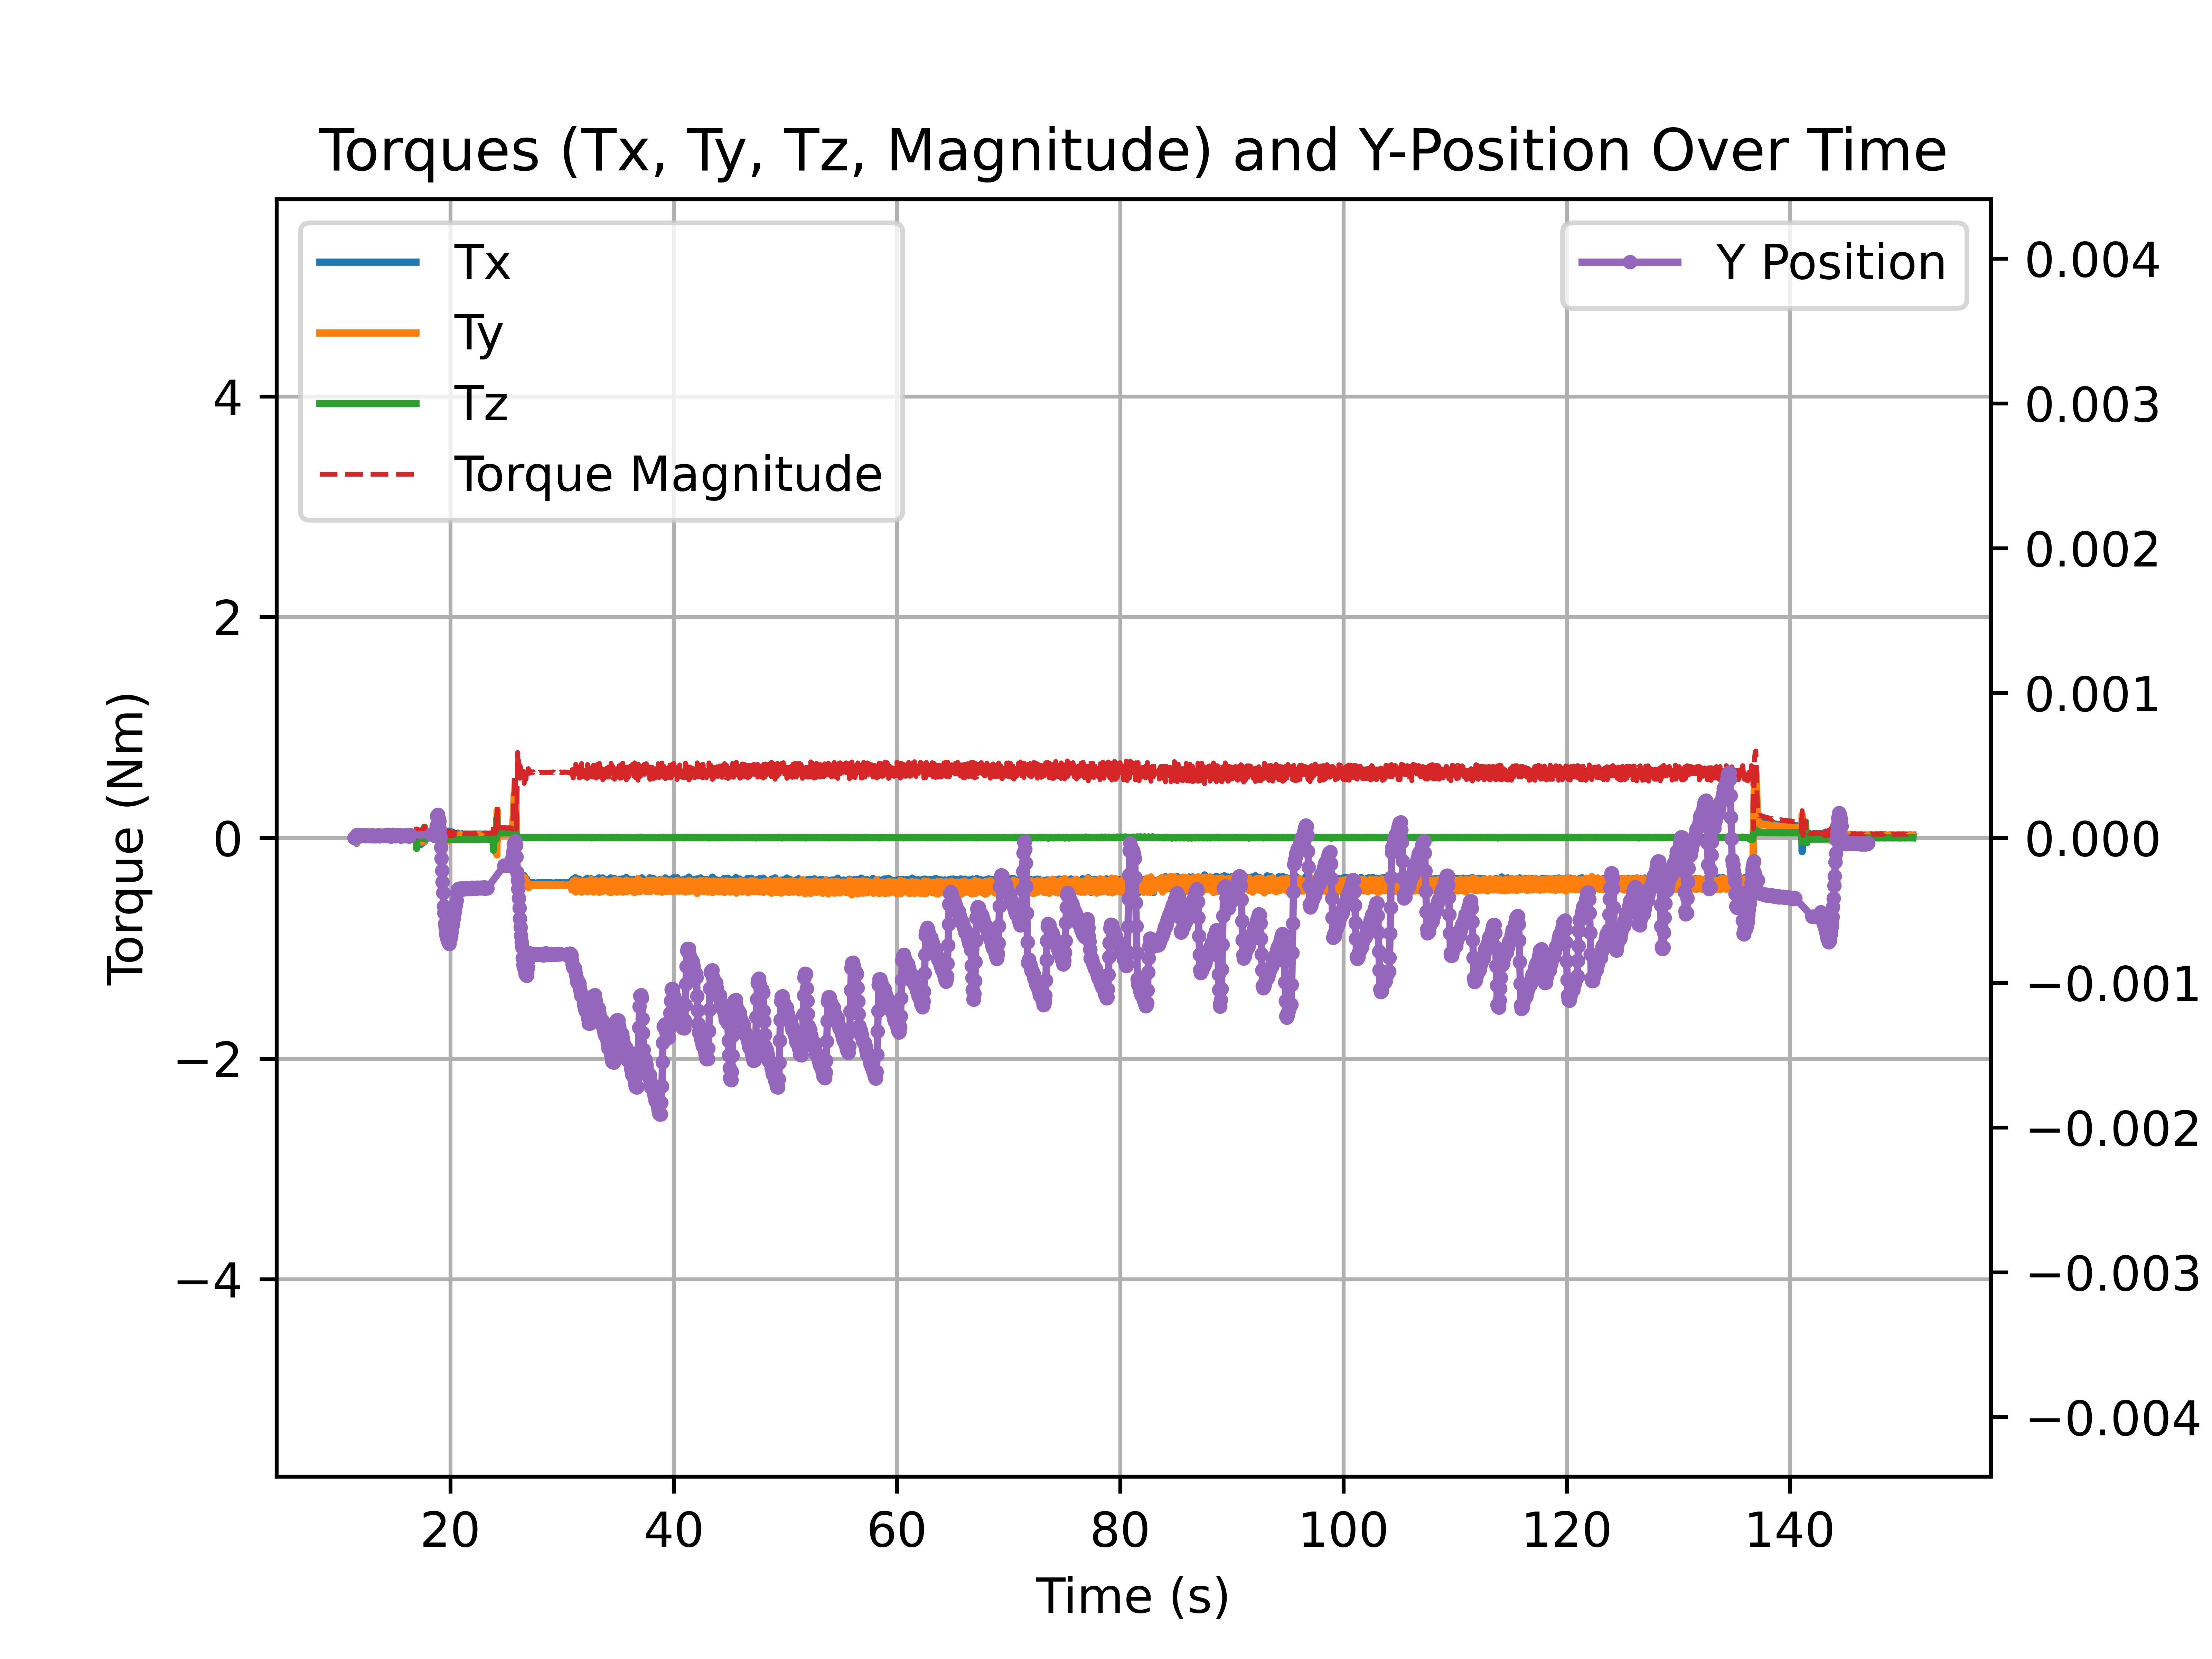 Torques (Tx, Ty, Tz, Magnitude) and Y-Position Over Time
Tx
Ty
Tz
Torque Magnitude
Y Position
Torque (Nm)
4
2
0
−2
−4
0.004
0.003
0.002
0.001
0.000
−0.001
−0.002
−0.003
−0.004
20 40 60 80 100 120 140
Time (s)